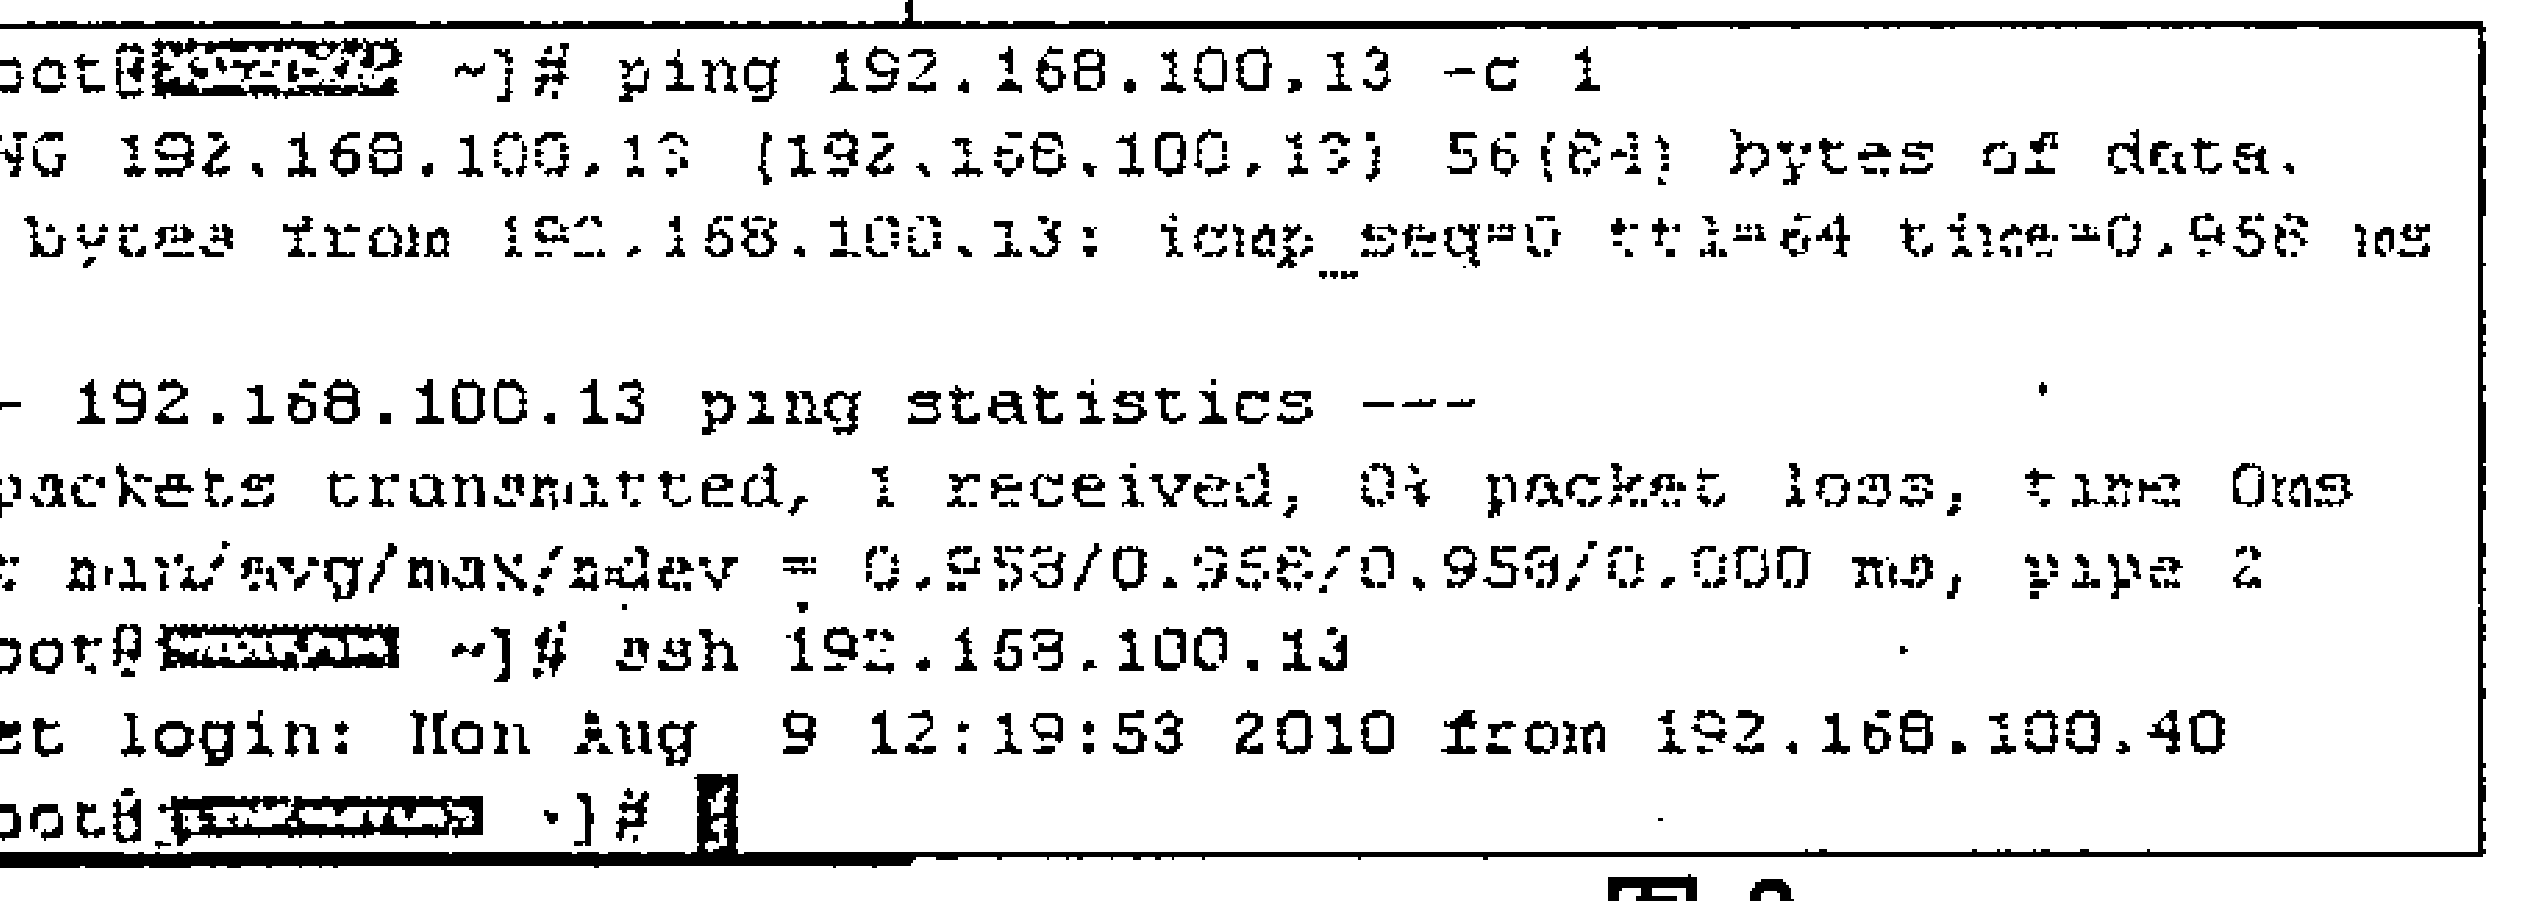 oot@ ~]# ping 192.168.100.13 -c 1
NG 192.168.100.13 (192.168.100.13) 56(84) bytes of data.
bytes from 192.168.100.13: icmp_seq=0 ttl=64 time=0.958 ms
- 192.168.100.13 ping statistics ---
packets transmitted, 1 received, 0% packet loss, time 0ms
t min/avg/max/mdev = 0.958/0.958/0.958/0.000 ms, pipe 2
oot@ ~]# ssh 192.168.100.13
st login: Mon Aug  9 12:19:53 2010 from 192.168.100.40
oot@ ~]#